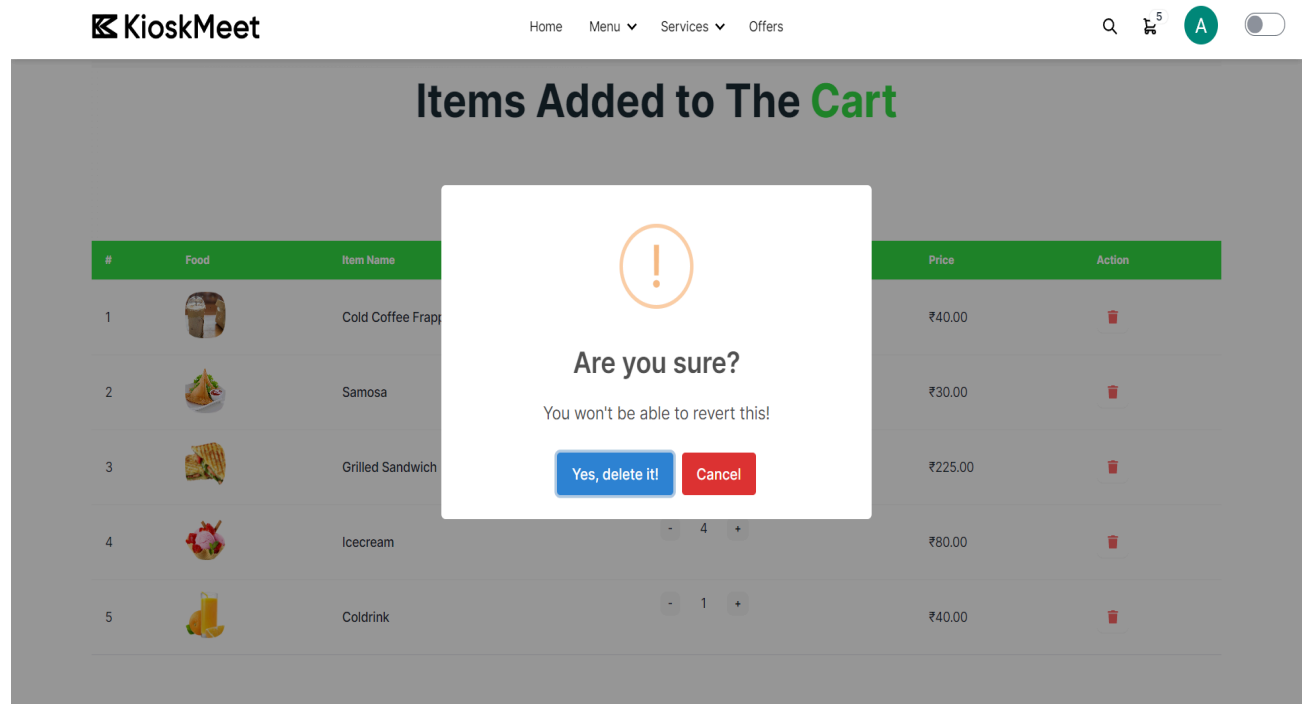 KioskMeet
Home Menu Services Offers
5
A
Items Added to The Cart
# Food Item Name Price Action
1 Cold Coffee Frapp ₹40.00
2 Samosa ₹30.00
3 Grilled Sandwich ₹225.00
4 Icecream - 4 + ₹80.00
5 Coldrink - 1 + ₹40.00
!
Are you sure?
You won't be able to revert this!
Yes, delete it! Cancel